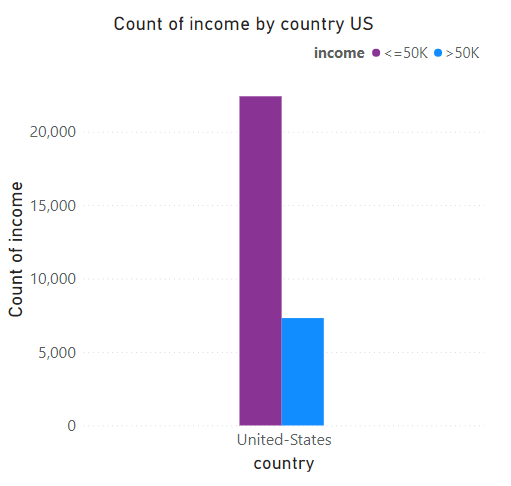 Count of income by country US
income <=50K >50K
20,000
15,000
10,000
5,000
0
Count of income
United-States
country